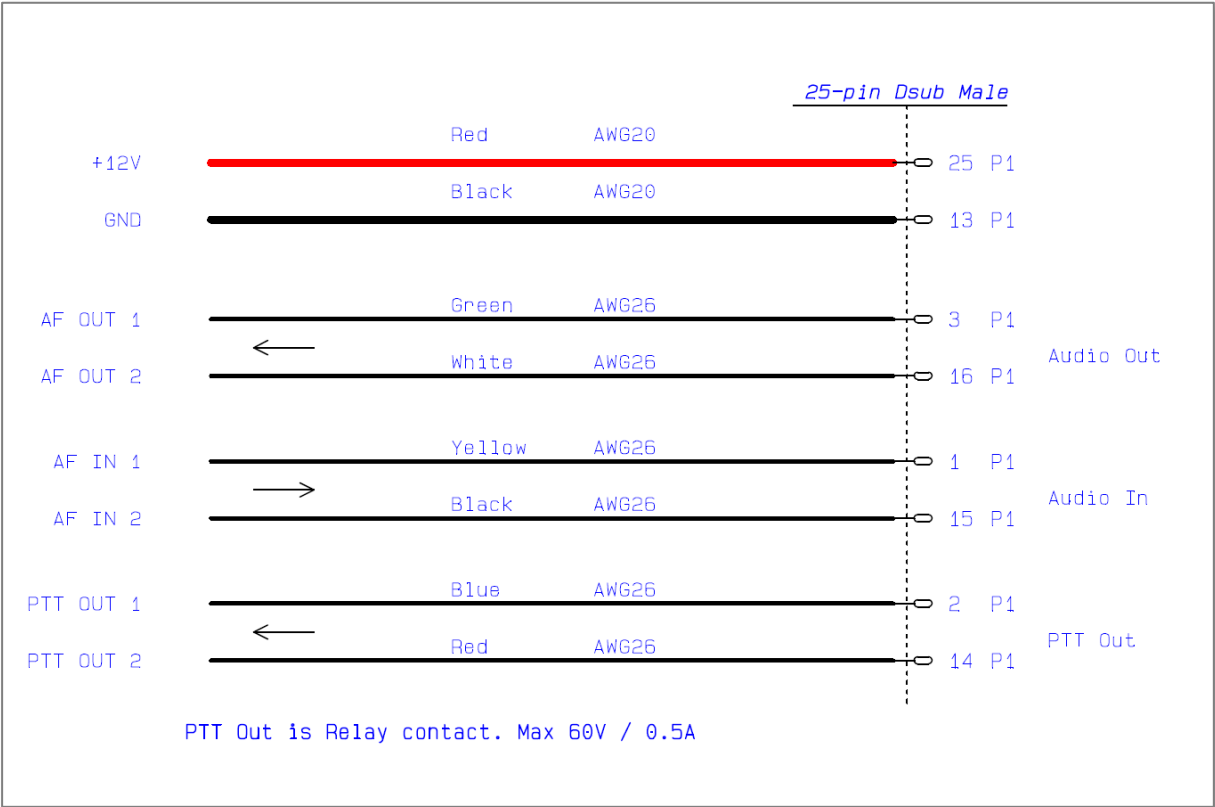 25-pin Dsub Male
Red AWG20
+12V 25 P1
Black AWG20
GND 13 P1
Green AWG26
AF OUT 1 3 P1
Audio Out
White AWG26
AF OUT 2 16 P1
Yellow AWG26
AF IN 1 1 P1
Audio In
Black AWG26
AF IN 2 15 P1
Blue AWG26
PTT OUT 1 2 P1
PTT Out
Red AWG26
PTT OUT 2 14 P1
PTT Out is Relay contact. Max 60V / 0.5A